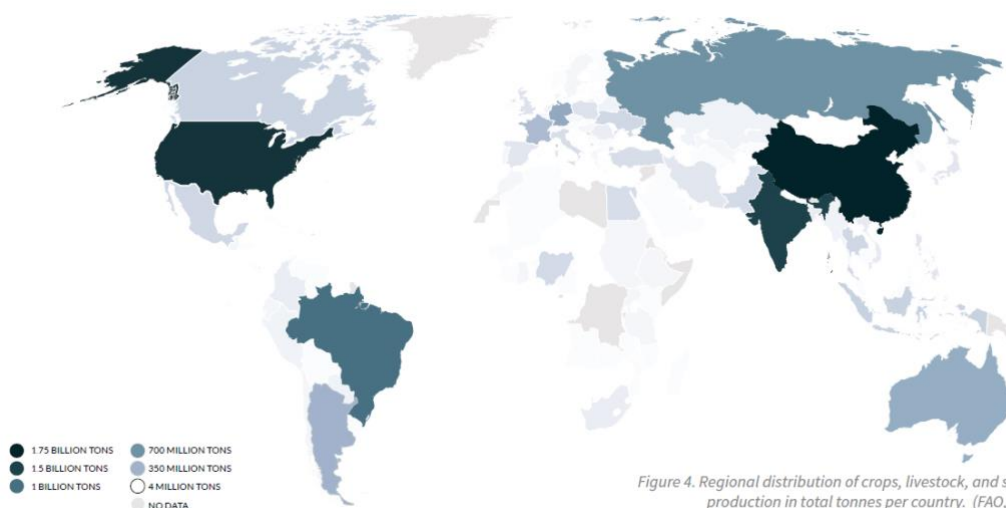 1.75 BILLION TONS
1.5 BILLION TONS
1 BILLION TONS
700 MILLION TONS
350 MILLION TONS
4 MILLION TONS
NO DATA
Figure 4. Regional distribution of crops, livestock, and
production in total tonnes per country. (FAO,